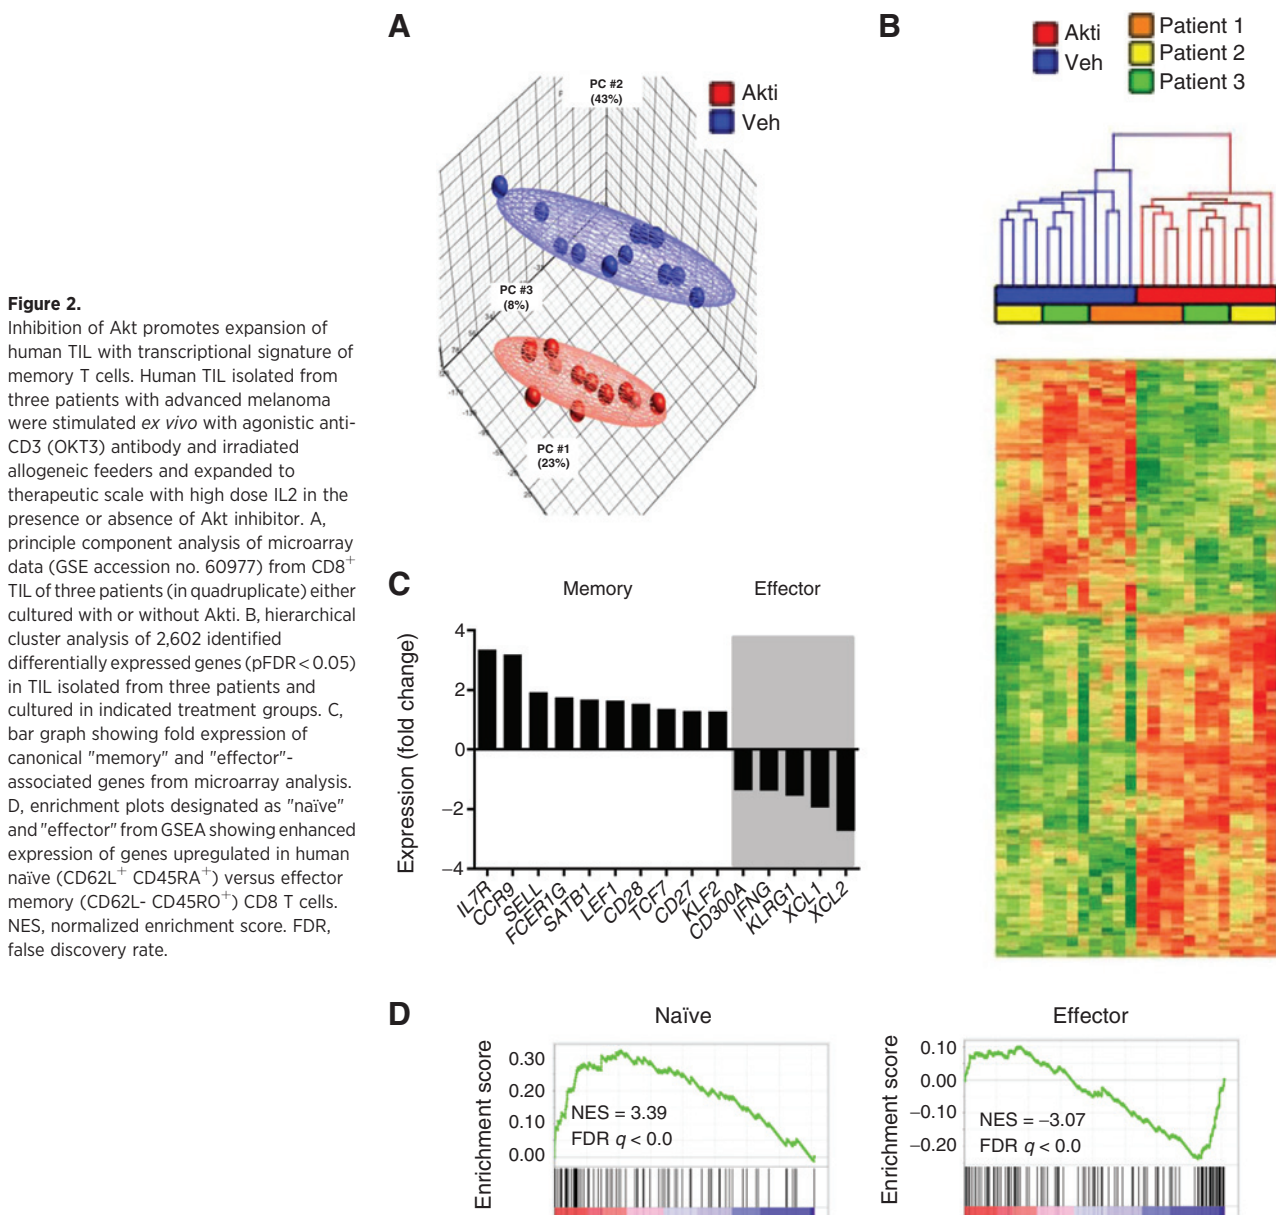 Figure 2.
Inhibition of Akt promotes expansion of
human TIL with transcriptional signature of
memory T cells. Human TIL isolated from
three patients with advanced melanoma
were stimulated ex vivo with agonistic anti-
CD3 (OKT3) antibody and irradiated
allogeneic feeders and expanded to
therapeutic scale with high dose IL2 in the
presence or absence of Akt inhibitor. A,
principle component analysis of microarray
data (GSE accession no. 60977) from CD8+
TIL of three patients (in quadruplicate) either
cultured with or without Akti. B, hierarchical
cluster analysis of 2,602 identified
differentially expressed genes (pFDR < 0.05)
in TIL isolated from three patients and
cultured in indicated treatment groups. C,
bar graph showing fold expression of
canonical "memory" and "effector"-
associated genes from microarray analysis.
D, enrichment plots designated as "naïve"
and "effector" from GSEA showing enhanced
expression of genes upregulated in human
naïve (CD62L+ CD45RA+) versus effector
memory (CD62L- CD45RO+) CD8 T cells.
NES, normalized enrichment score. FDR,
false discovery rate.
A
PC #2
(43%)
Akti
Veh
PC #3
(8%)
PC #1
(23%)
B
Akti
Veh
Patient 1
Patient 2
Patient 3
C
Memory
Effector
Expression (fold change)
4
2
0
−2
−4
IL7R
CCR9
SELL
FCER1G
SATB1
LEF1
CD28
TCF7
CD27
KLF2
CD300A
IFNG
KLRG1
XCL1
XCL2
D
Naïve
Enrichment score
0.30
0.20
0.10
0.00
NES = 3.39
FDR q < 0.0
Effector
Enrichment score
0.10
0.00
−0.10
−0.20
NES = −3.07
FDR q < 0.0